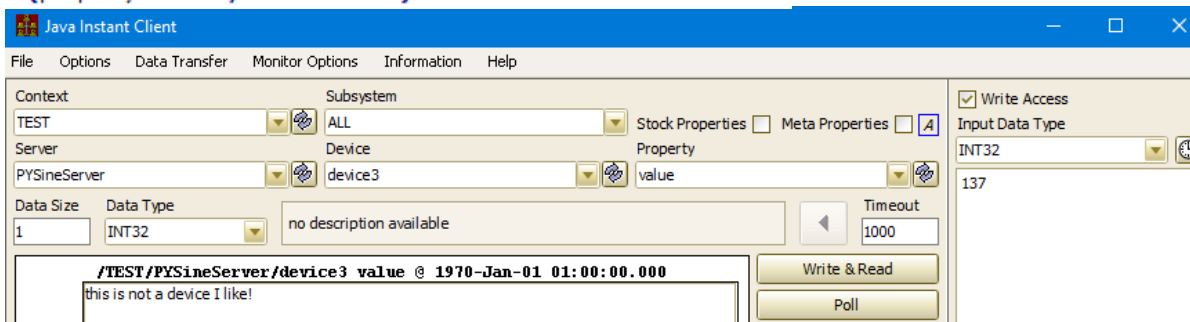 Java Instant Client
File Options Data Transfer Monitor Options Information Help
Context Subsystem
TEST ALL
Stock Properties Meta Properties A
Server Device Property
PYSineServer device3 value
Data Size Data Type
1 INT32
no description available
Timeout
1000
/TEST/PYSineServer/device3 value @ 1970-Jan-01 01:00:00.000
this is not a device I like!
Write & Read
Poll
Write Access
Input Data Type
INT32
137